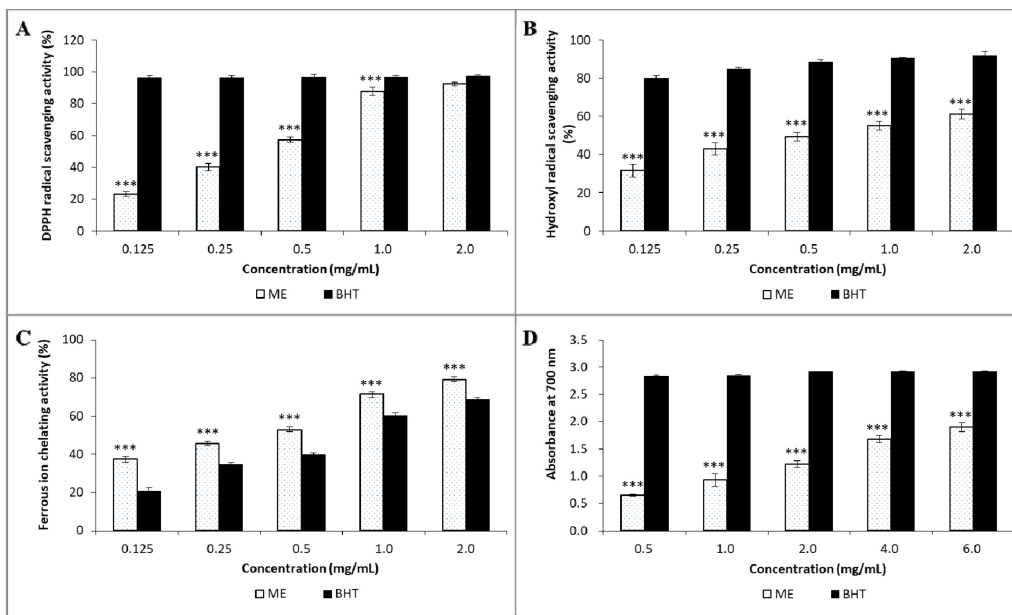 A
DPPH radical scavenging activity (%)
120
100
80
60
40
20
0
***
***
***
***
0.125 0.25 0.5 1.0 2.0
Concentration (mg/mL)
ME BHT
B
Hydroxyl radical scavenging activity
(%)
100
80
60
40
20
0
***
***
***
***
***
0.125 0.25 0.5 1.0 2.0
Concentration (mg/mL)
ME BHT
C
Ferrous ion chelating activity (%)
100
80
60
40
20
0
***
***
***
***
***
0.125 0.25 0.5 1.0 2.0
Concentration (mg/mL)
ME BHT
D
Absorbance at 700 nm
3.5
3.0
2.5
2.0
1.5
1.0
0.5
0.0
***
***
***
***
***
0.5 1.0 2.0 4.0 6.0
Concentration (mg/mL)
ME BHT